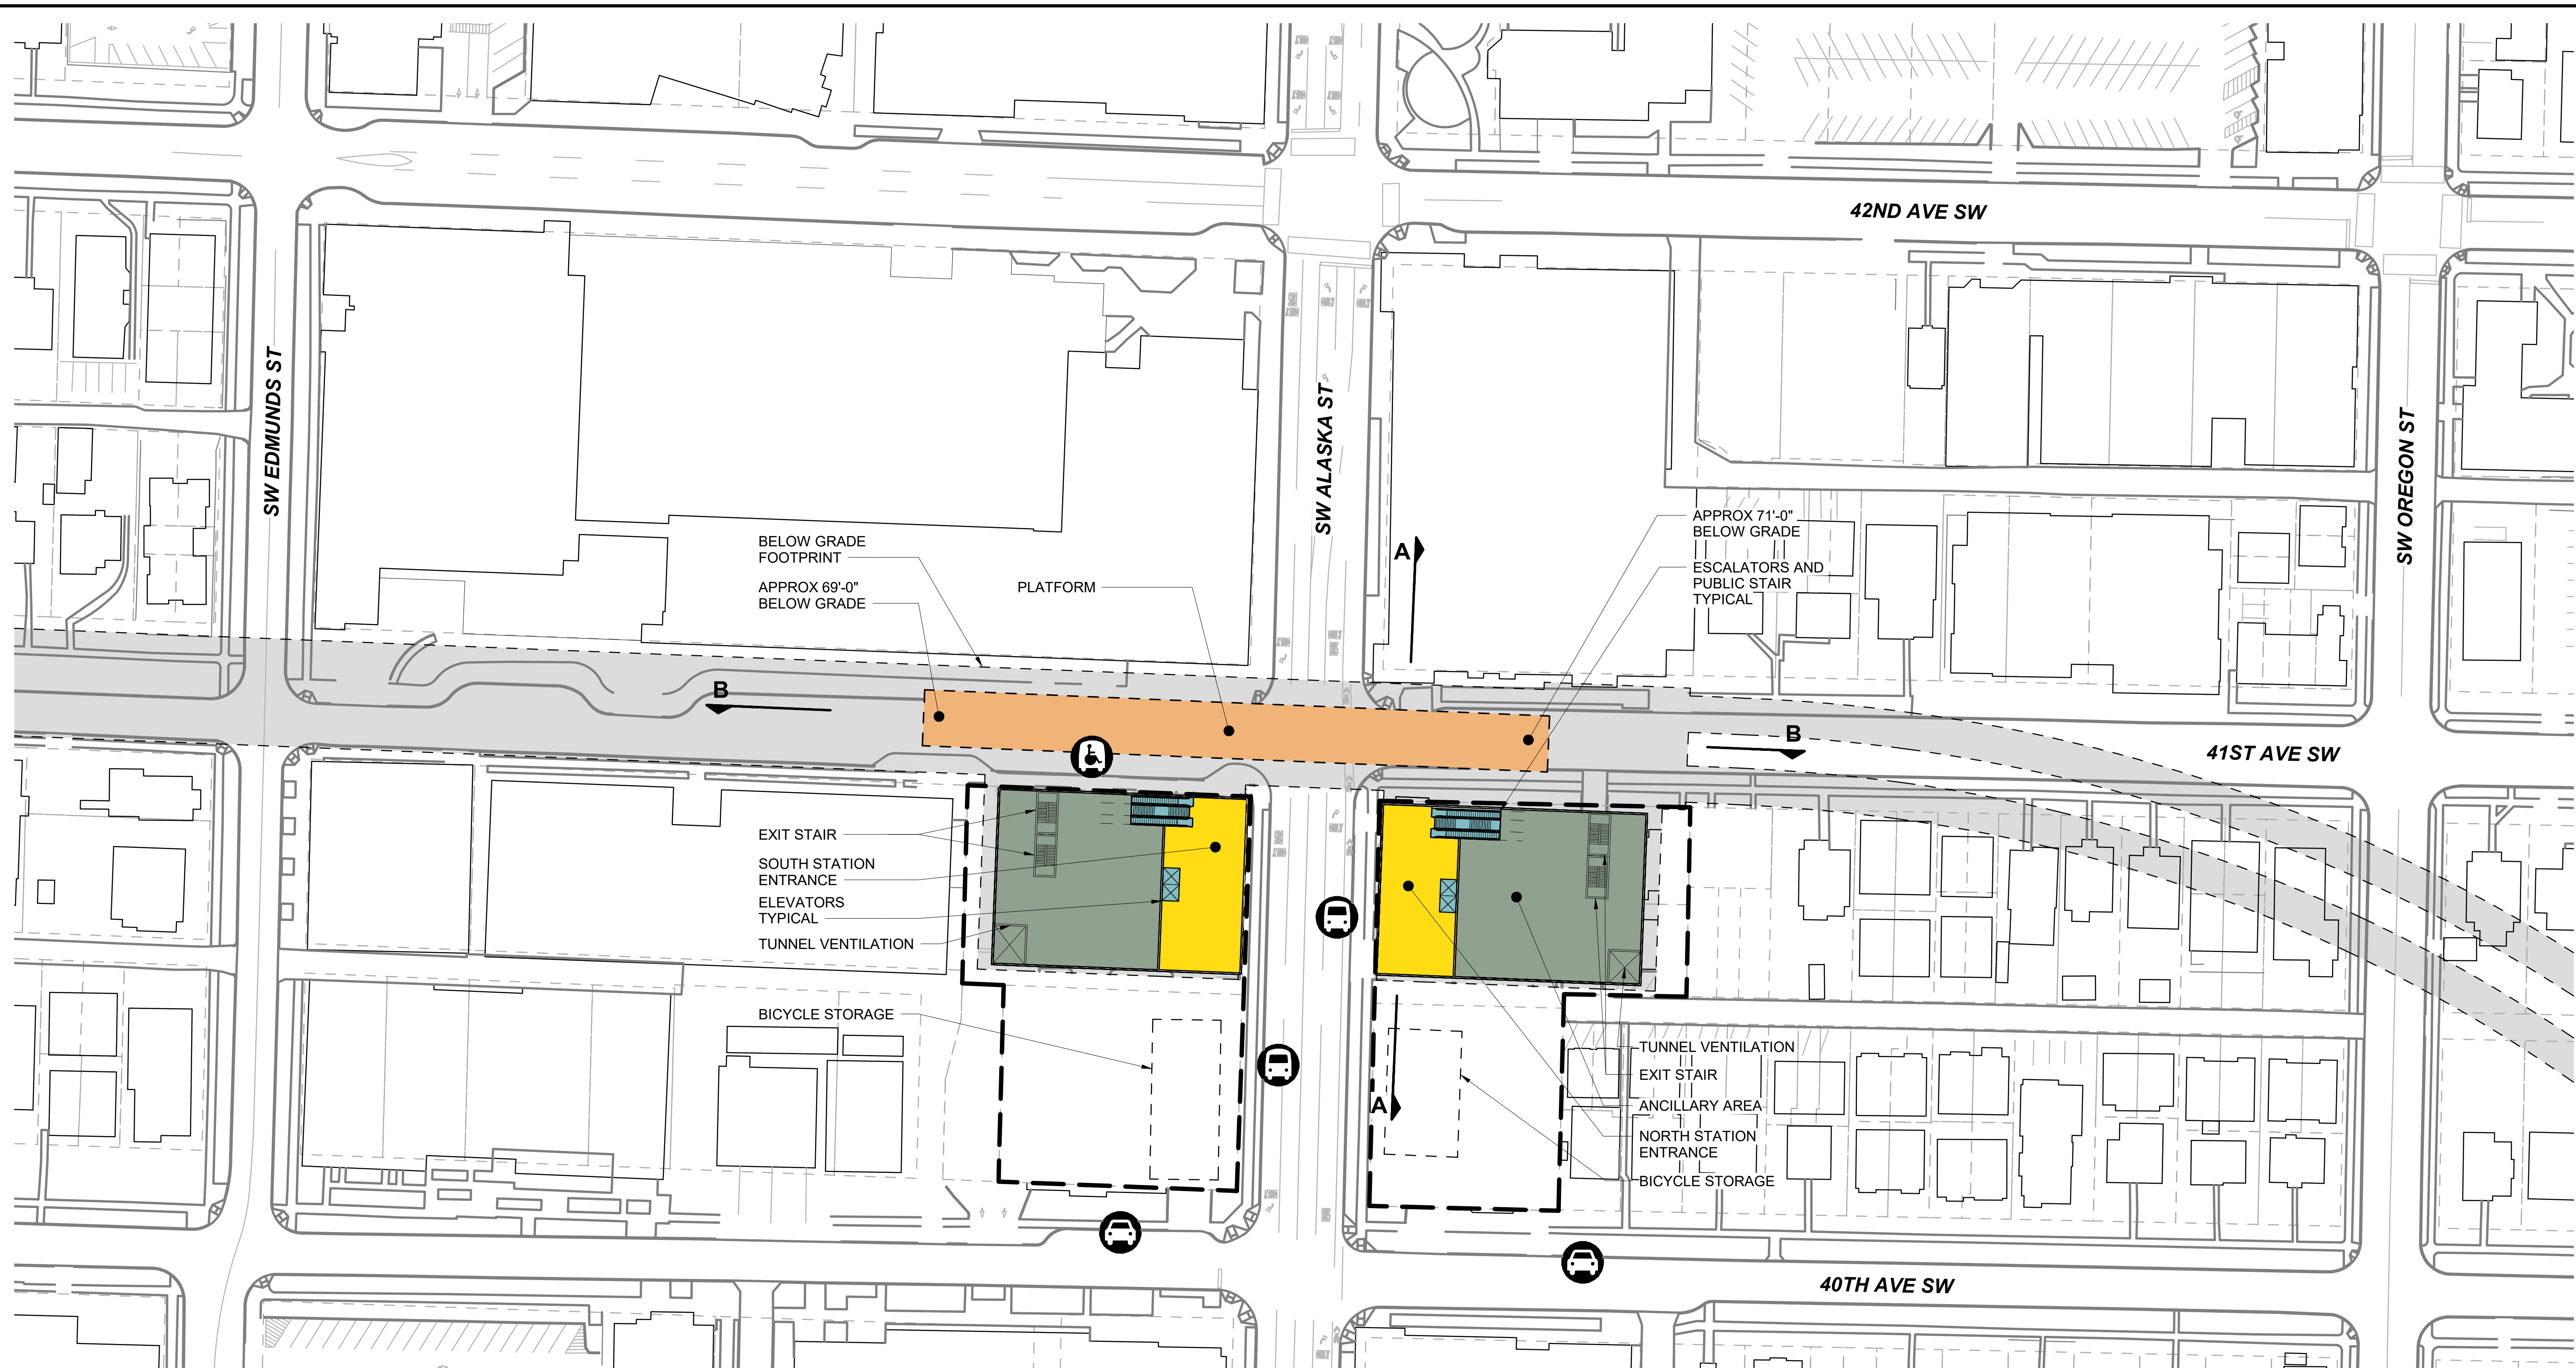 42ND AVE SW
SW EDMUNDS ST
SW ALASKA ST
SW OREGON ST
BELOW GRADE
FOOTPRINT
APPROX 69'-0"
BELOW GRADE
PLATFORM
A
APPROX 71'-0"
BELOW GRADE
ESCALATORS AND
PUBLIC STAIR
TYPICAL
B
B
41ST AVE SW
EXIT STAIR
SOUTH STATION
ENTRANCE
ELEVATORS
TYPICAL
TUNNEL VENTILATION
BICYCLE STORAGE
A
TUNNEL VENTILATION
EXIT STAIR
ANCILLARY AREA
NORTH STATION
ENTRANCE
BICYCLE STORAGE
40TH AVE SW